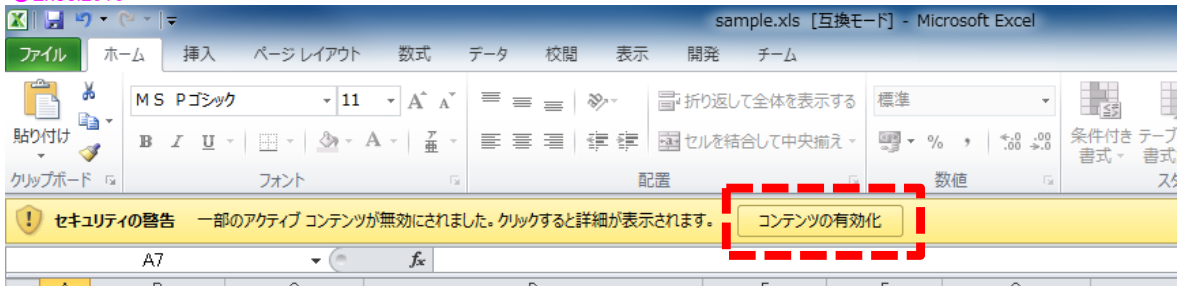 sample.xls [互換モード] - Microsoft Excel
ファイル ホーム 挿入 ページ レイアウト 数式 データ 校閲 表示 開発 チーム
ＭＳ Ｐゴシック 11 A A 折り返して全体を表示する 標準
貼り付け B I U A セルを結合して中央揃え % , .0 .00 .00 .0 条件付き 書式
クリップボード フォント 配置 数値
セキュリティの警告 一部のアクティブ コンテンツが無効にされました。クリックすると詳細が表示されます。 コンテンツの有効化
A7 fx